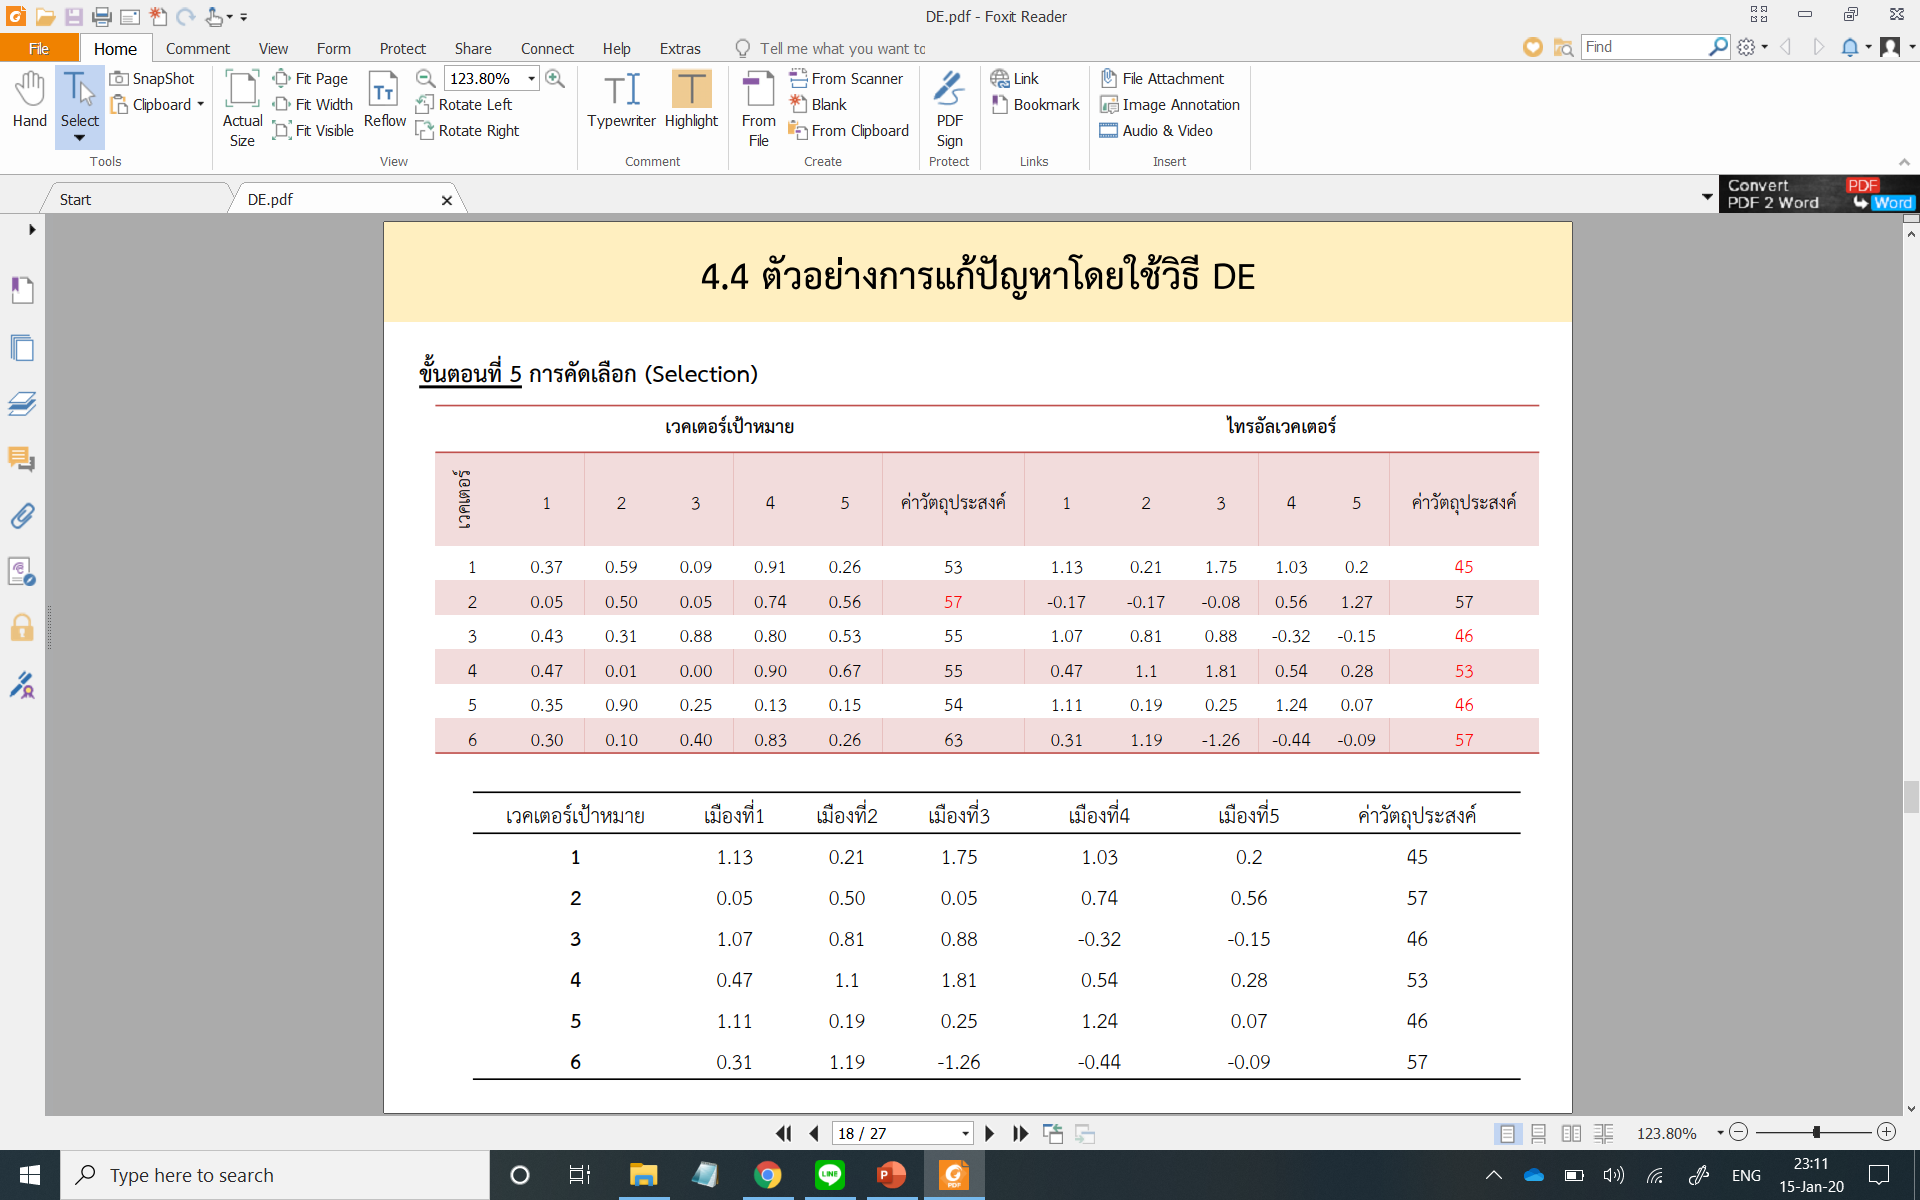 DE.pdf - Foxit Reader
File Home Comment View Form Protect Share Connect Help Extras Tell me what you want to Find
Hand Select SnapShot Clipboard Tools
Actual Size Fit Page Fit Width Fit Visible Reflow 123.80% Rotate Left Rotate Right View
Typewriter Highlight Comment
From File From Scanner Blank From Clipboard Create
PDF Sign Protect
Link Bookmark Links
File Attachment Image Annotation Audio & Video Insert
Start DE.pdf
Convert PDF
PDF 2 Word Word
4.4 ตัวอย่างการแก้ปัญหาโดยใช้วิธี DE
ขั้นตอนที่ 5 การคัดเลือก (Selection)
เวคเตอร์เป้าหมาย ไทรอัลเวคเตอร์
เวคเตอร์ 1 2 3 4 5 ค่าวัตถุประสงค์ 1 2 3 4 5 ค่าวัตถุประสงค์
1 0.37 0.59 0.09 0.91 0.26 53 1.13 0.21 1.75 1.03 0.2 45
2 0.05 0.50 0.05 0.74 0.56 57 -0.17 -0.17 -0.08 0.56 1.27 57
3 0.43 0.31 0.88 0.80 0.53 55 1.07 0.81 0.88 -0.32 -0.15 46
4 0.47 0.01 0.00 0.90 0.67 55 0.47 1.1 1.81 0.54 0.28 53
5 0.35 0.90 0.25 0.13 0.15 54 1.11 0.19 0.25 1.24 0.07 46
6 0.30 0.10 0.40 0.83 0.26 63 0.31 1.19 -1.26 -0.44 -0.09 57
เวคเตอร์เป้าหมาย เมืองที่1 เมืองที่2 เมืองที่3 เมืองที่4 เมืองที่5 ค่าวัตถุประสงค์
1 1.13 0.21 1.75 1.03 0.2 45
2 0.05 0.50 0.05 0.74 0.56 57
3 1.07 0.81 0.88 -0.32 -0.15 46
4 0.47 1.1 1.81 0.54 0.28 53
5 1.11 0.19 0.25 1.24 0.07 46
6 0.31 1.19 -1.26 -0.44 -0.09 57
18 / 27 123.80%
Type here to search LINE ENG 23:11
15-Jan-20